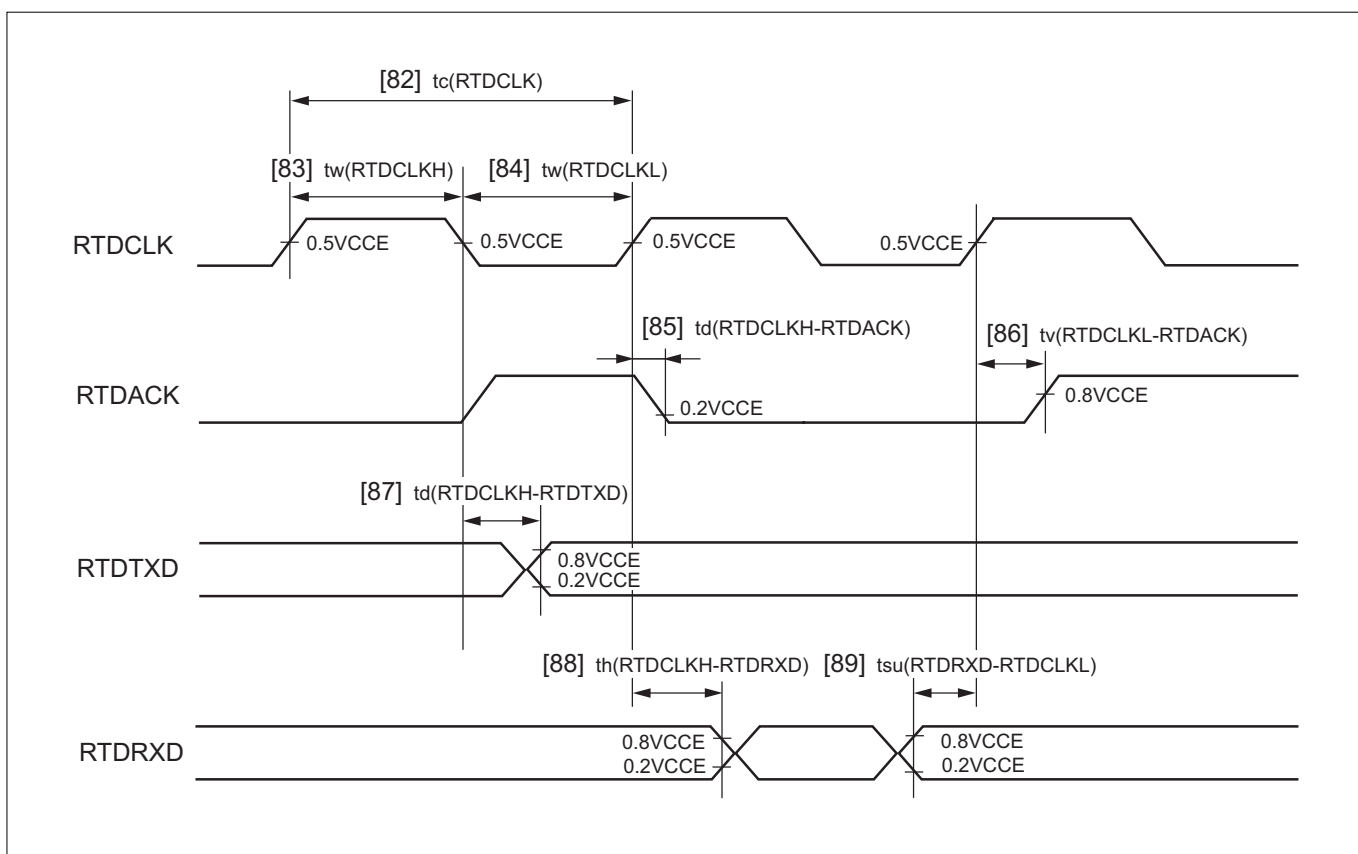 [82] tc(RTDCLK)
[83] tw(RTDCLKH)
[84] tw(RTDCLKL)
RTDCLK
0.5VCCE
0.5VCCE
0.5VCCE
0.5VCCE
[85] td(RTDCLKH-RTDACK)
[86] tv(RTDCLKL-RTDACK)
RTDACK
0.2VCCE
0.8VCCE
[87] td(RTDCLKH-RTDTXD)
RTDTXD
0.8VCCE
0.2VCCE
[88] th(RTDCLKH-RTDRXD)
[89] tsu(RTDRXD-RTDCLKL)
RTDRXD
0.8VCCE
0.2VCCE
0.8VCCE
0.2VCCE